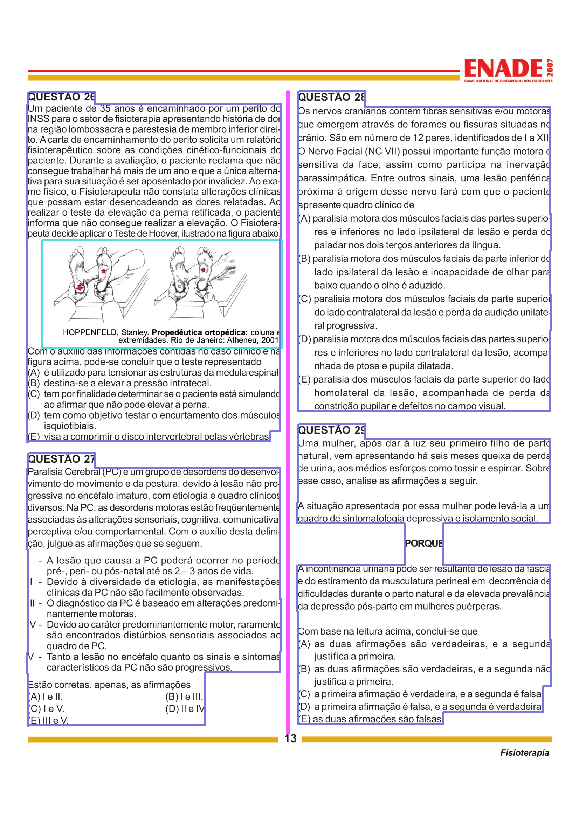 ENADE 2007
EXAME NACIONAL DE DESEMPENHO DOS ESTUDANTES
QUESTÃO 26
Um paciente de 35 anos é encaminhado por um perito do
INSS para o setor de fisioterapia apresentando história de dor
na região lombossacra e parestesia de membro inferior direi-
to. A carta de encaminhamento do perito solicita um relatório
fisioterapêutico sobre as condições cinético-funcionais do
paciente. Durante a avaliação, o paciente reclama que não
consegue trabalhar há mais de um ano e que a única alterna-
tiva para sua situação é ser aposentado por invalidez. Ao exa-
me físico, o Fisioterapeuta não constata alterações clínicas
que possam estar desencadeando as dores relatadas. Ao
realizar o teste da elevação da perna retificada, o paciente
informa que não consegue realizar a elevação. O Fisiotera-
peuta decide aplicar o Teste de Hoover, ilustrado na figura abaixo.
HOPPENFELD, Stanley. Propedêutica ortopédica: coluna e
extremidades. Rio de Janeiro: Atheneu, 2001
Com o auxílio das informações contidas no caso clínico e na
figura acima, pode-se concluir que o teste representado
(A) é utilizado para tensionar as estruturas da medula espinal.
(B) destina-se a elevar a pressão intratecal.
(C) tem por finalidade determinar se o paciente está simulando
ao afirmar que não pode elevar a perna.
(D) tem como objetivo testar o encurtamento dos músculos
isquiotibiais.
(E) visa a comprimir o disco intervertebral pelas vértebras.
QUESTÃO 27
Paralisia Cerebral (PC) é um grupo de desordens do desenvol-
vimento do movimento e da postura, devido à lesão não pro-
gressiva no encéfalo imaturo, com etiologia e quadro clínicos
diversos. Na PC, as desordens motoras estão freqüentemente
associadas às alterações sensoriais, cognitiva, comunicativa,
perceptiva e/ou comportamental. Com o auxílio desta defini-
ção, julgue as afirmações que se seguem.
- A lesão que causa a PC poderá ocorrer no período
pré-, peri- ou pós-natal até os 2 – 3 anos de vida.
II - Devido à diversidade da etiologia, as manifestações
clínicas da PC não são facilmente observadas.
III - O diagnóstico da PC é baseado em alterações predomi-
nantemente motoras.
IV - Devido ao caráter predominantemente motor, raramente
são encontrados distúrbios sensoriais associados ao
quadro de PC.
V - Tanto a lesão no encéfalo quanto os sinais e sintomas
característicos da PC não são progressivos.
Estão corretas, apenas, as afirmações
(A) I e II. (B) I e III.
(C) I e V. (D) II e IV.
(E) III e V.
QUESTÃO 28
Os nervos cranianos contêm fibras sensitivas e/ou motoras
que emergem através de forames ou fissuras situadas no
crânio. São em número de 12 pares, identificados de I a XII.
O Nervo Facial (NC VII) possui importante função motora e
sensitiva da face, assim como participa na inervação
parassimpática. Entre outros sinais, uma lesão periférica
próxima à origem desse nervo fará com que o paciente
apresente quadro clínico de
(A) paralisia motora dos músculos faciais das partes superio-
res e inferiores no lado ipsilateral da lesão e perda do
paladar nos dois terços anteriores da língua.
(B) paralisia motora dos músculos faciais da parte inferior do
lado ipsilateral da lesão e incapacidade de olhar para
baixo quando o olho é aduzido.
(C) paralisia motora dos músculos faciais da parte superior
do lado contralateral da lesão e perda da audição unilate-
ral progressiva.
(D) paralisia motora dos músculos faciais das partes superio-
res e inferiores no lado contralateral da lesão, acompa-
nhada de ptose e pupila dilatada.
(E) paralisia dos músculos faciais da parte superior do lado
homolateral da lesão, acompanhada de perda da
constrição pupilar e defeitos no campo visual.
QUESTÃO 29
Uma mulher, após dar à luz seu primeiro filho de parto
natural, vem apresentando há seis meses queixa de perda
de urina, aos médios esforços como tossir e espirrar. Sobre
esse caso, analise as afirmações a seguir.
A situação apresentada por essa mulher pode levá-la a um
quadro de sintomatologia depressiva e isolamento social.
PORQUE
A incontinência urinária pode ser resultante de lesão da fáscia
e do estiramento da musculatura perineal em decorrência de
dificuldades durante o parto natural e da elevada prevalência
da depressão pós-parto em mulheres puérperas.
Com base na leitura acima, conclui-se que
(A) as duas afirmações são verdadeiras, e a segunda
justifica a primeira.
(B) as duas afirmações são verdadeiras, e a segunda não
justifica a primeira.
(C) a primeira afirmação é verdadeira, e a segunda é falsa.
(D) a primeira afirmação é falsa, e a segunda é verdadeira.
(E) as duas afirmações são falsas.
13
Fisioterapia